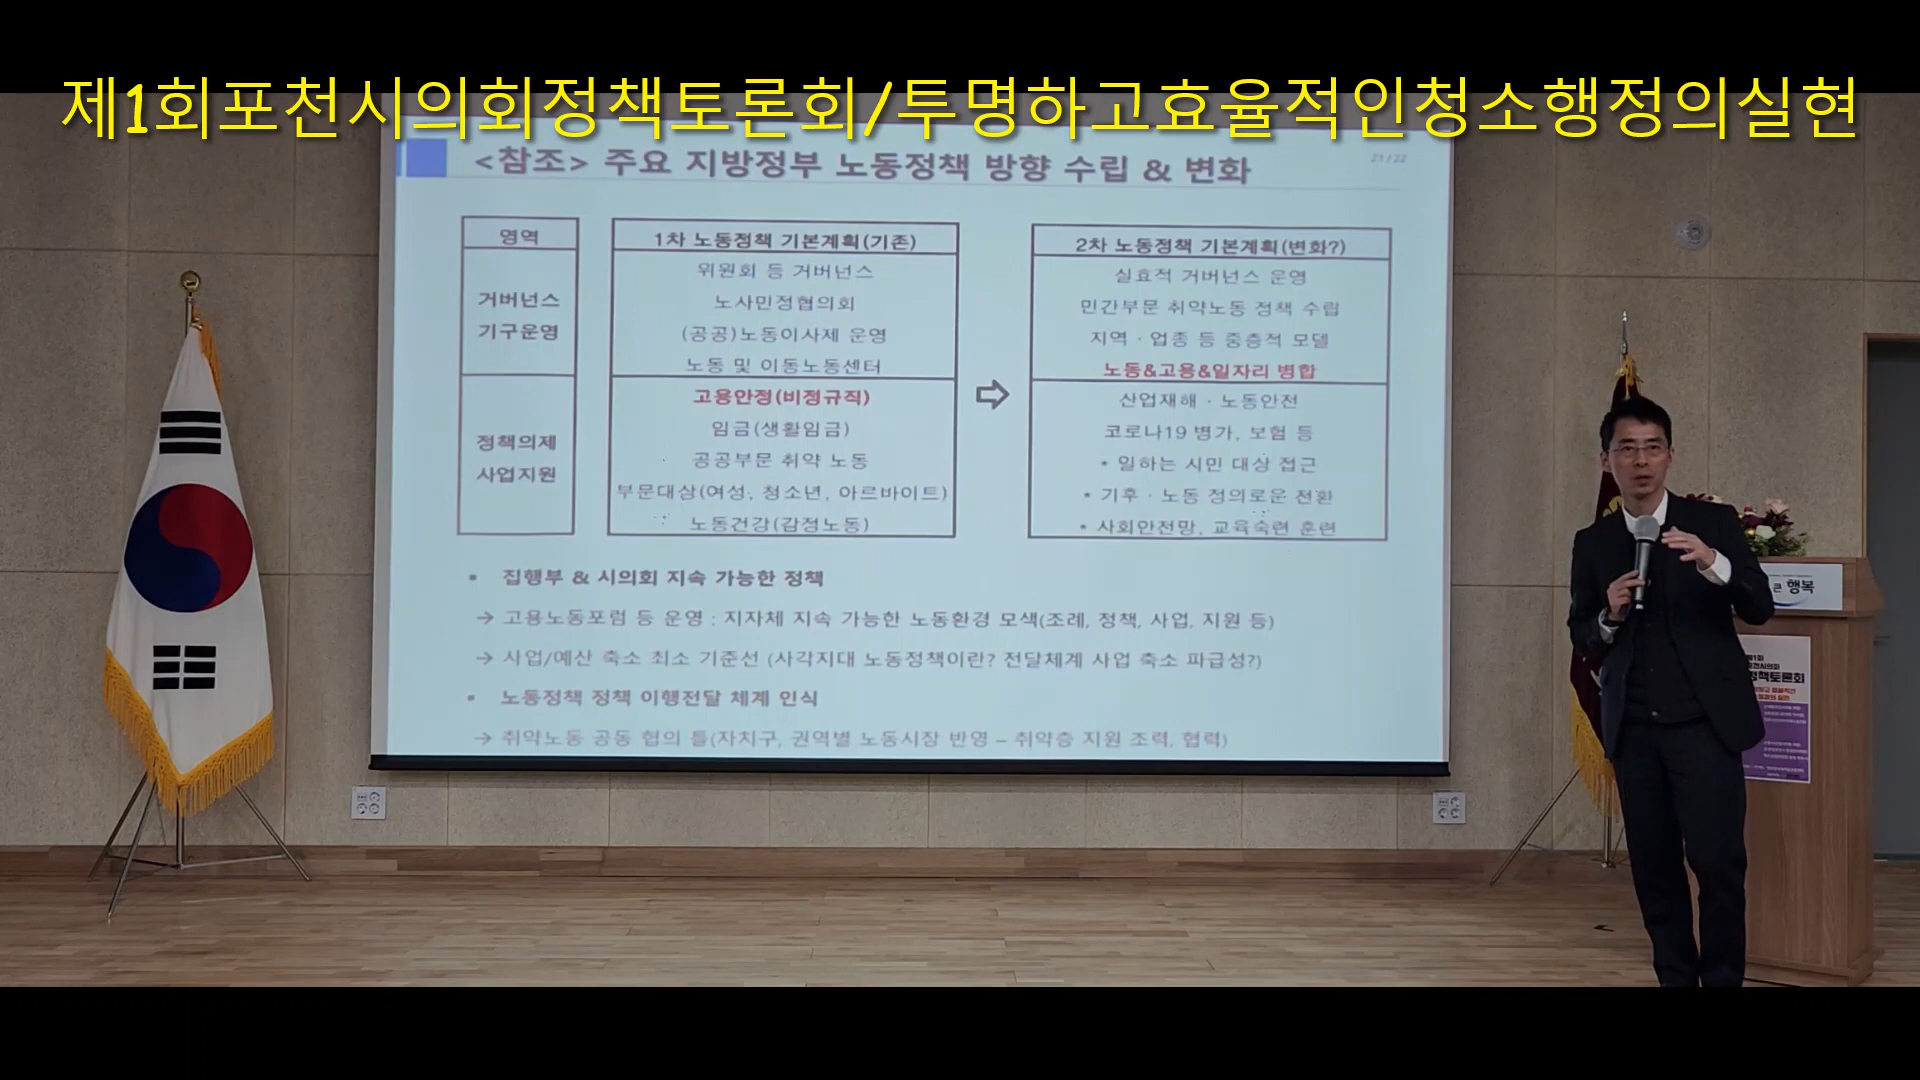 제1회포천시의회정책토론회/투명하고효율적인청소행정의실현
<참조> 주요 지방정부 노동정책 방향 수립 & 변화
21/22
영역
1차 노동정책 기본계획(기존)
2차 노동정책 기본계획(변화?)
거버넌스
기구운영
위원회 등 거버넌스
노사민정협의회
(공공)노동이사제 운영
노동 및 이동노동센터
실효적 거버넌스 운영
민간부문 취약노동 정책 수립
지역 · 업종 등 중층적 모델
노동&고용&일자리 병합
정책의제
사업지원
고용안정(비정규직)
임금(생활임금)
공공부문 취약 노동
부문대상(여성, 청소년, 아르바이트)
노동건강(감정노동)
⇨
산업재해 · 노동안전
코로나19 병가, 보험 등
* 일하는 시민 대상 접근
* 기후 · 노동 정의로운 전환
* 사회안전망, 교육숙련 훈련
▪ 집행부 & 시의회 지속 가능한 정책
→ 고용노동포럼 등 운영 : 지자체 지속 가능한 노동환경 모색(조례, 정책, 사업, 지원 등)
→ 사업/예산 축소 최소 기준선 (사각지대 노동정책이란? 전달체계 사업 축소 파급성?)
▪ 노동정책 정책 이행전달 체계 인식
→ 취약노동 공동 협의 틀(자치구, 권역별 노동시장 반영 – 취약층 지원 조력, 협력)
큰 행복
정책토론회